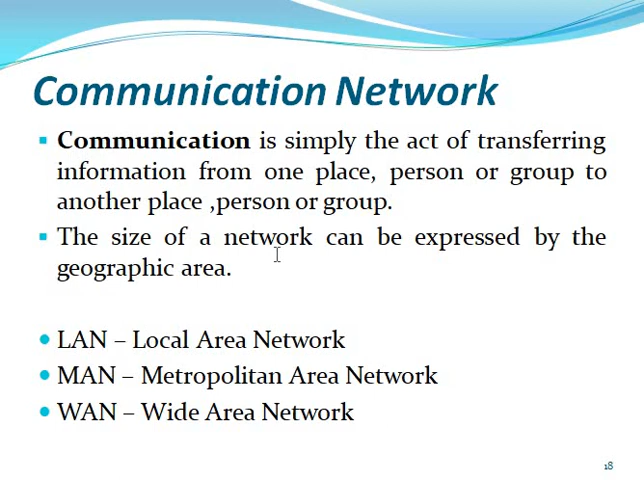 Communication Network
Communication is simply the act of transferring
information from one place, person or group to
another place ,person or group.
The size of a network can be expressed by the
geographic area.
LAN – Local Area Network
MAN – Metropolitan Area Network
WAN – Wide Area Network
18